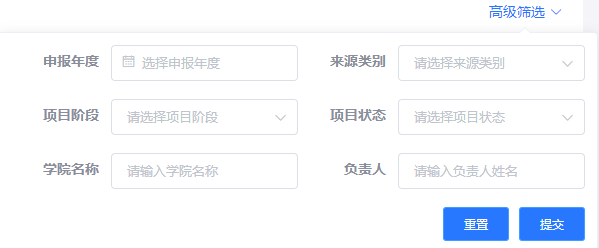 高级筛选
申报年度 选择申报年度 来源类别 请选择来源类别
项目阶段 请选择项目阶段 项目状态 请选择项目状态
学院名称 请输入学院名称 负责人 请输入负责人姓名
重置 提交